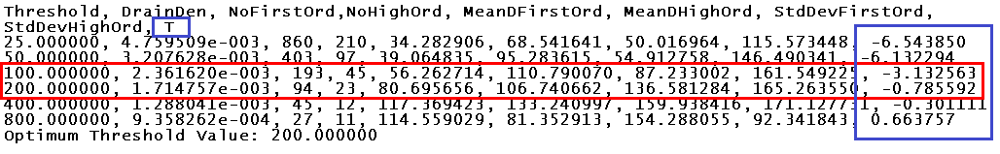 Threshold, DrainDen, NoFirstOrd,NoHighOrd, MeanDFirstOrd, MeanDHighOrd, StdDevFirstOrd,
StdDevHighOrd, T
25.000000, 4.759509e-003, 860, 210, 34.282906, 68.541641, 50.016964, 115.573448, -6.543850
50.000000, 3.207628e-003, 403, 97, 39.064835, 95.283615, 54.912758, 146.490341, -6.132294
100.000000, 2.361620e-003, 193, 45, 56.262714, 110.790070, 87.233002, 161.549225, -3.132563
200.000000, 1.714757e-003, 94, 23, 80.695656, 106.740662, 136.581284, 165.263550, -0.785592
400.000000, 1.288041e-003, 45, 12, 117.369423, 133.240997, 159.938416, 171.127711, -0.301111
800.000000, 9.358262e-004, 27, 11, 114.559029, 81.352913, 154.288055, 92.341843, 0.663757
Optimum Threshold Value: 200.000000